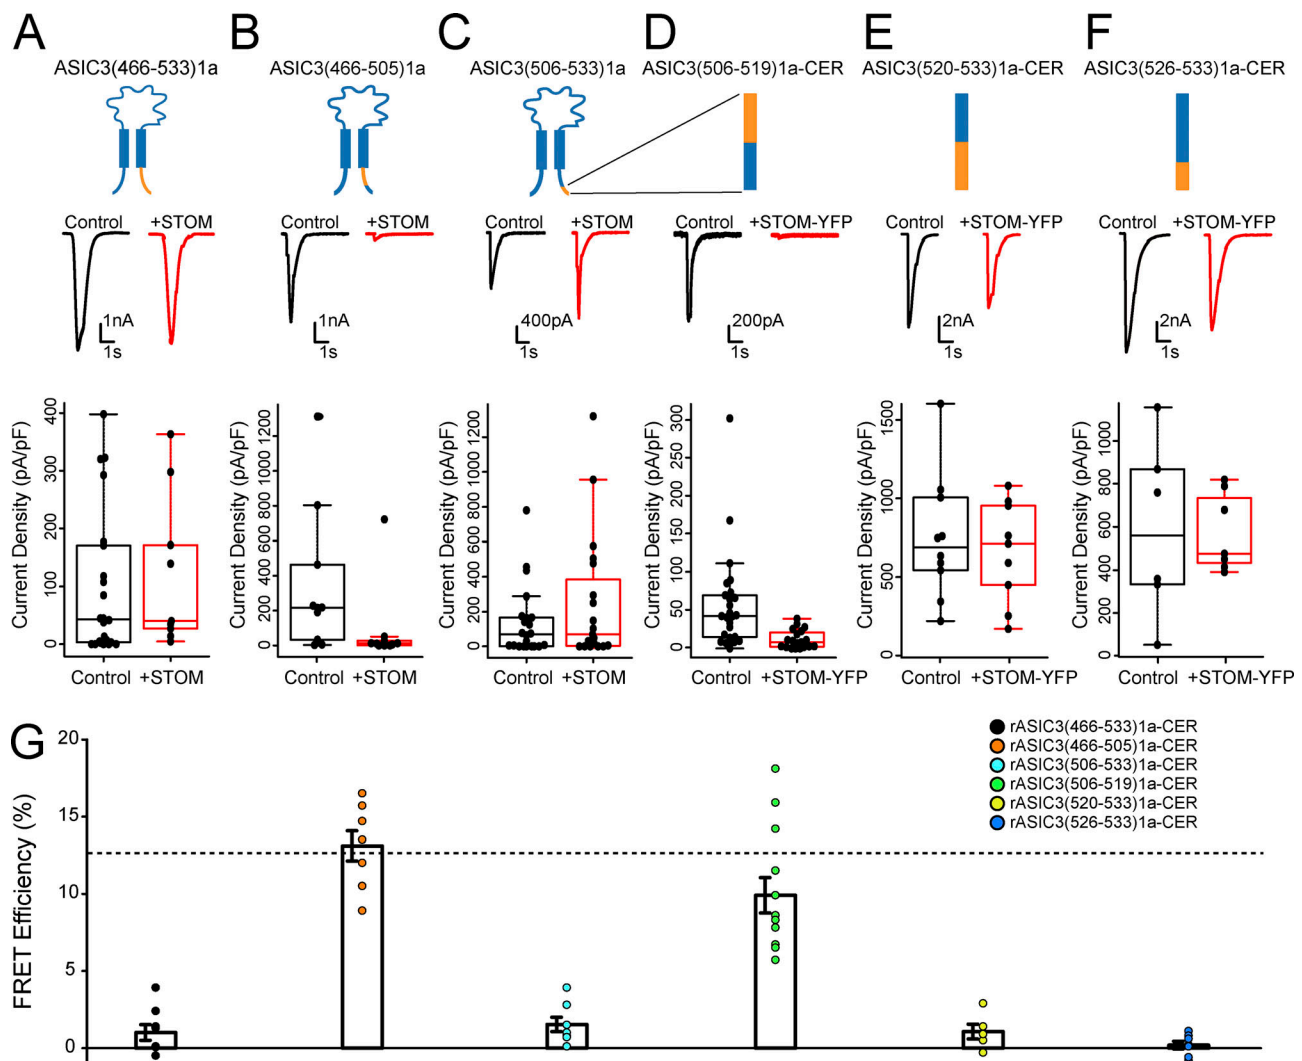 A B C D E F
ASIC3(466-533)1a ASIC3(466-505)1a ASIC3(506-533)1a ASIC3(506-519)1a-CER ASIC3(520-533)1a-CER ASIC3(526-533)1a-CER
Control +STOM Control +STOM Control +STOM Control +STOM-YFP Control +STOM-YFP Control +STOM-YFP
1nA 1nA 400pA 200pA 2nA 2nA
1s 1s 1s 1s 1s 1s
Current Density (pA/pF)
0 100 200 300 400
Control +STOM
Current Density (pA/pF)
0 200 400 600 800 1000 1200
Control +STOM
Current Density (pA/pF)
0 200 400 600 800 1000 1200
Control +STOM
Current Density (pA/pF)
0 50 100 150 200 250 300
Control +STOM-YFP
Current Density (pA/pF)
0 500 1000 1500
Control +STOM-YFP
Current Density (pA/pF)
0 200 400 600 800 1000
Control +STOM-YFP
G
FRET Efficiency (%)
20
15
10
5
0
rASIC3(466-533)1a-CER
rASIC3(466-505)1a-CER
rASIC3(506-533)1a-CER
rASIC3(506-519)1a-CER
rASIC3(520-533)1a-CER
rASIC3(526-533)1a-CER